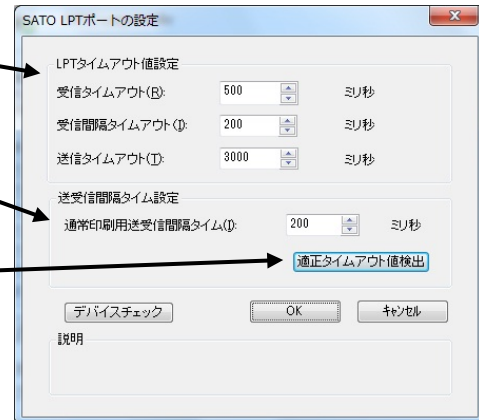 SATO LPTポートの設定
LPTタイムアウト値設定
受信タイムアウト(R): 500 ミリ秒
受信間隔タイムアウト(I): 200 ミリ秒
送信タイムアウト(T): 3000 ミリ秒
送受信間隔タイム設定
通常印刷用送受信間隔タイム(I): 200 ミリ秒
適正タイムアウト値検出
デバイスチェック OK キャンセル
説明